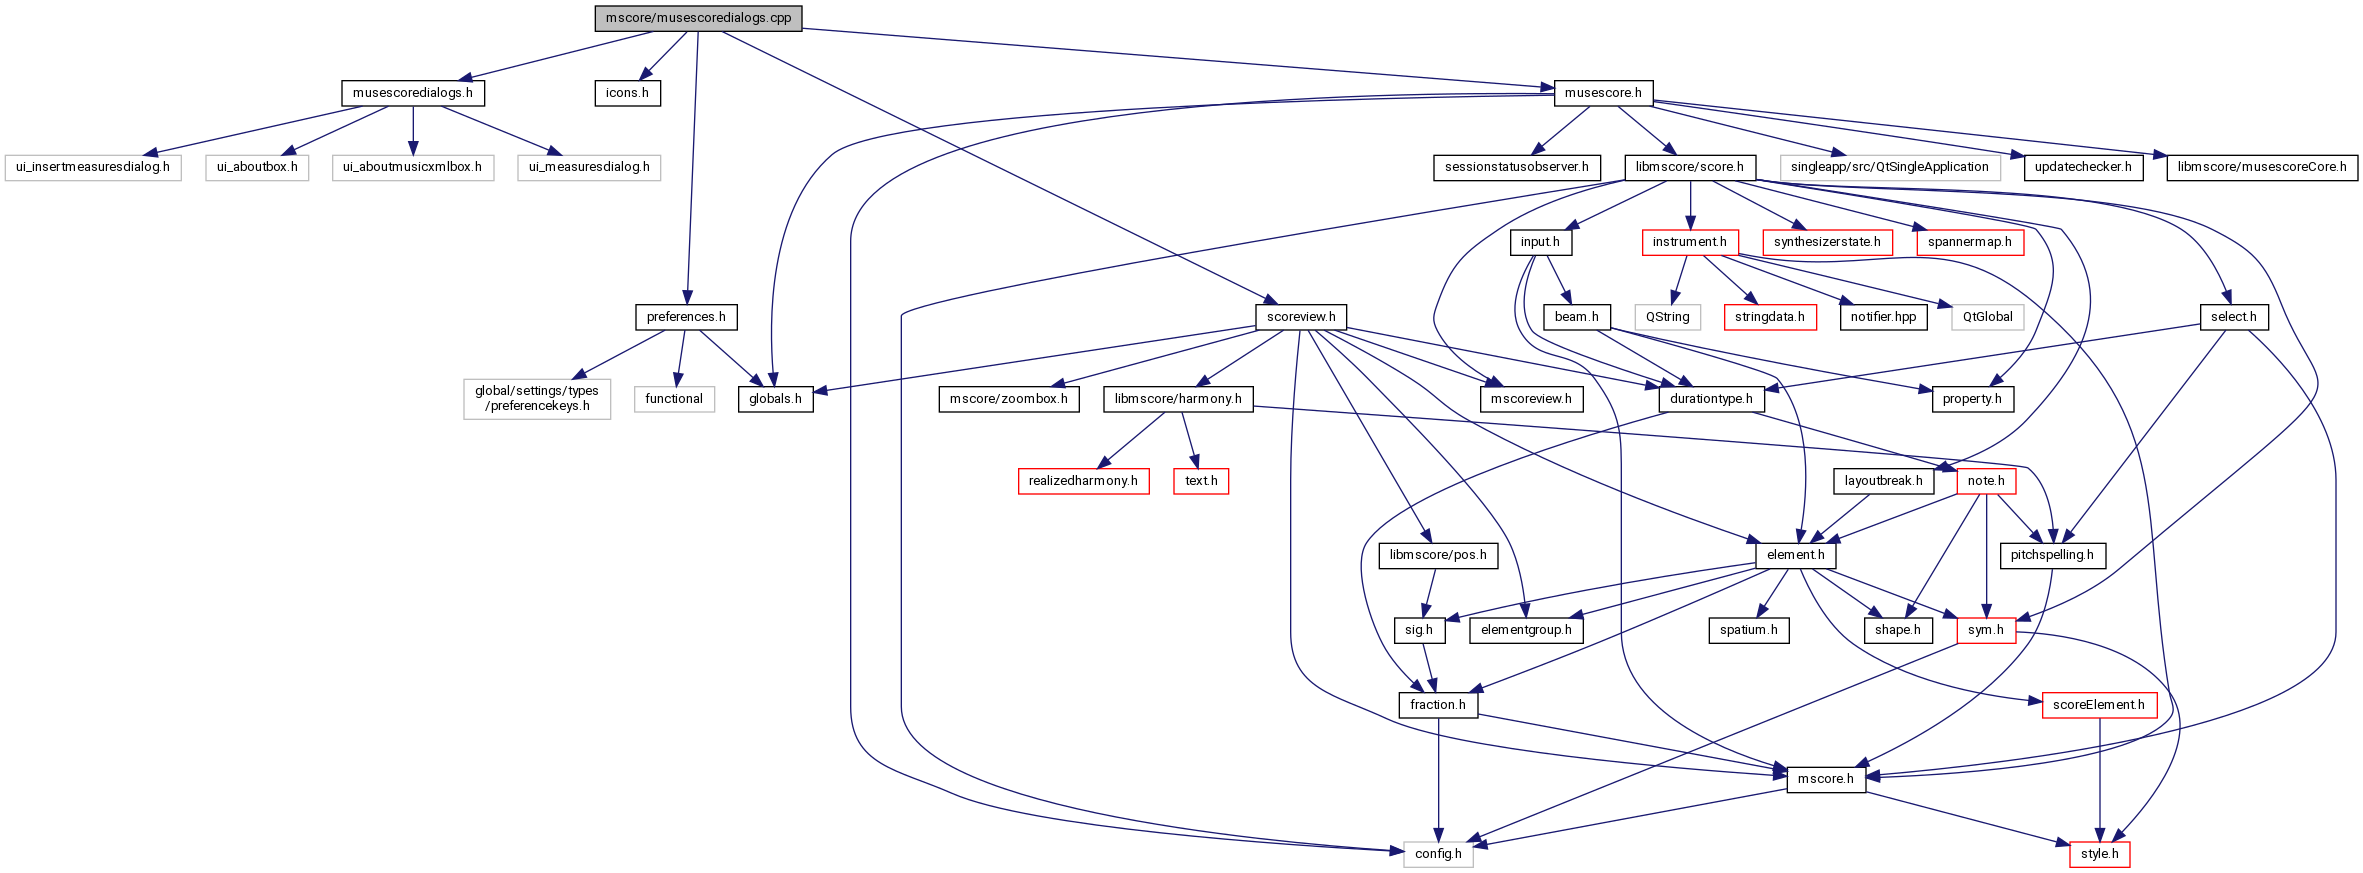 mscore/musescoredialogs.cpp
musescoredialogs.h
icons.h
musescore.h
ui_insertmeasuresdialog.h
ui_aboutbox.h
ui_aboutmusicxmlbox.h
ui_measuresdialog.h
sessionstatusobserver.h
libmscore/score.h
singleapp/src/QtSingleApplication
updatechecker.h
libmscore/musescoreCore.h
input.h
instrument.h
synthesizerstate.h
spannermap.h
preferences.h
scoreview.h
beam.h
QString
stringdata.h
notifier.hpp
QtGlobal
select.h
global/settings/types
/preferencekeys.h
functional
globals.h
mscore/zoombox.h
libmscore/harmony.h
mscoreview.h
durationtype.h
property.h
realizedharmony.h
text.h
layoutbreak.h
note.h
libmscore/pos.h
element.h
pitchspelling.h
sig.h
elementgroup.h
spatium.h
shape.h
sym.h
fraction.h
scoreElement.h
mscore.h
config.h
style.h